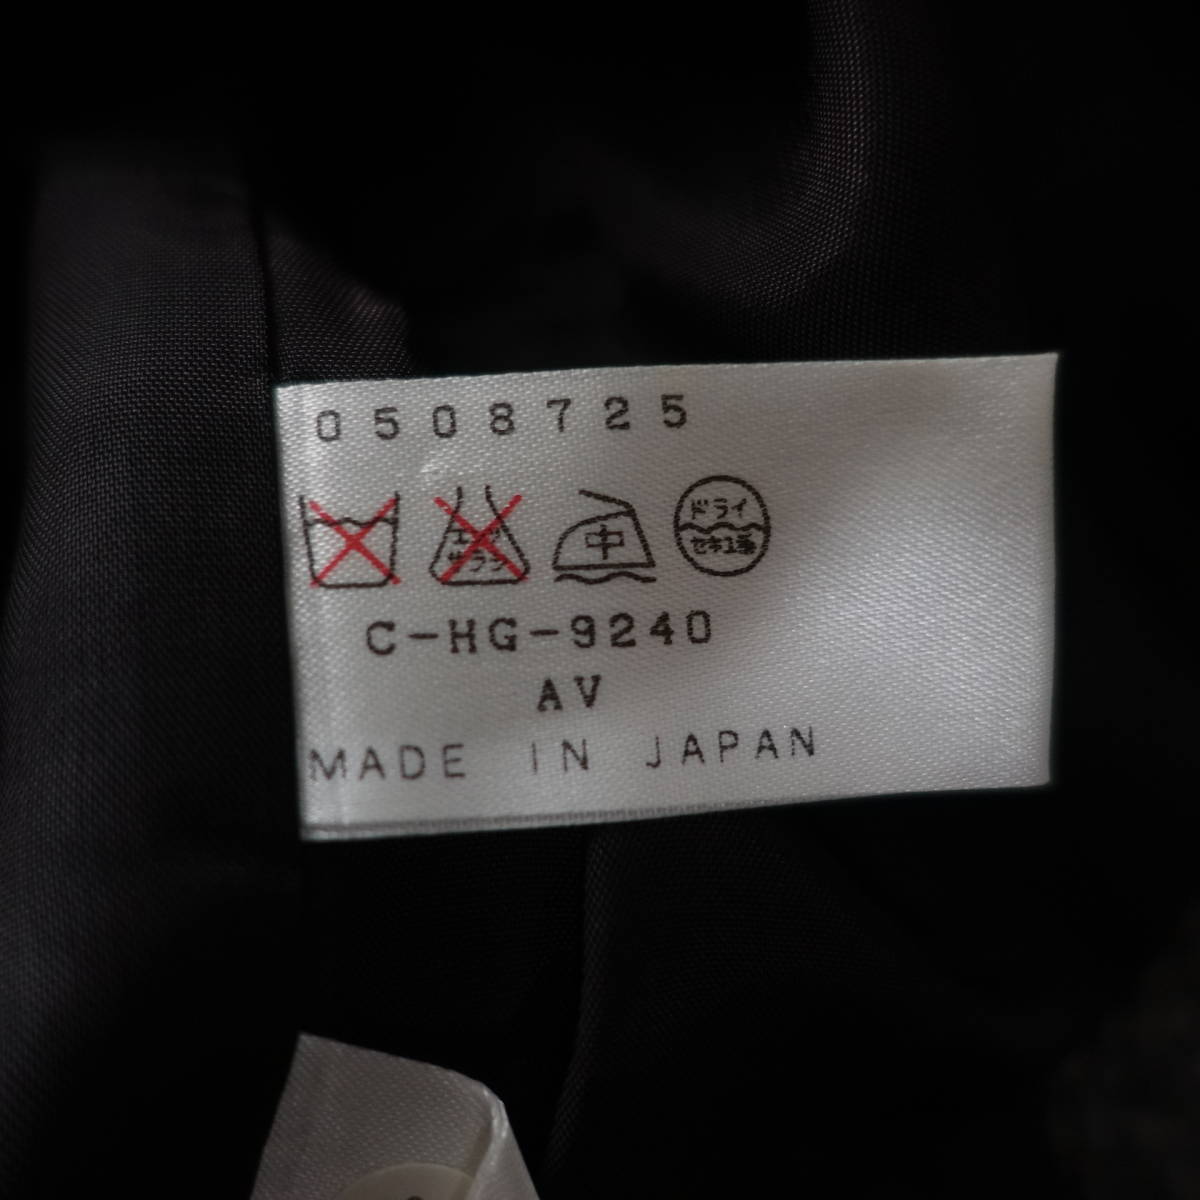 0508725
エンソ サラシ 中 ドライ セキユ系
C-HG-9240
AV
MADE IN JAPAN